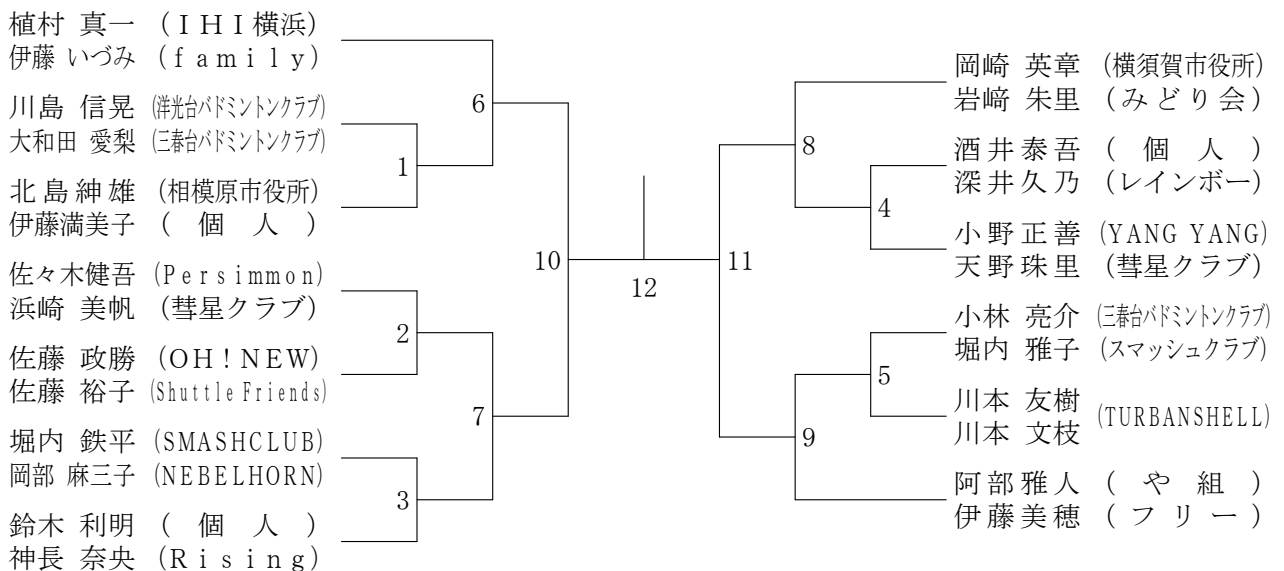 植村 真一 (IHI横浜)
伊藤 いづみ (family)
川島 信晃 (洋光台バドミントンクラブ)
大和田 愛梨 (三春台バドミントンクラブ)
北島紳雄 (相模原市役所)
伊藤満美子 (個人)
佐々木健吾 (Persimmon)
浜崎 美帆 (彗星クラブ)
佐藤 政勝 (OH!NEW)
佐藤 裕子 (Shuttle Friends)
堀内 鉄平 (SMASHCLUB)
岡部 麻三子 (NEBELHORN)
鈴木 利明 (個人)
神長 奈央 (Rising)
6
1
2
7
3
10
12
11
8
4
5
9
岡崎 英章 (横須賀市役所)
岩﨑 朱里 (みどり会)
酒井泰吾 (個人)
深井久乃 (レインボー)
小野正善 (YANG YANG)
天野珠里 (彗星クラブ)
小林 亮介 (三春台バドミントンクラブ)
堀内 雅子 (スマッシュクラブ)
川本 友樹
川本 文枝
(TURBANSHELL)
阿部雅人 (や組)
伊藤美穂 (フリー)